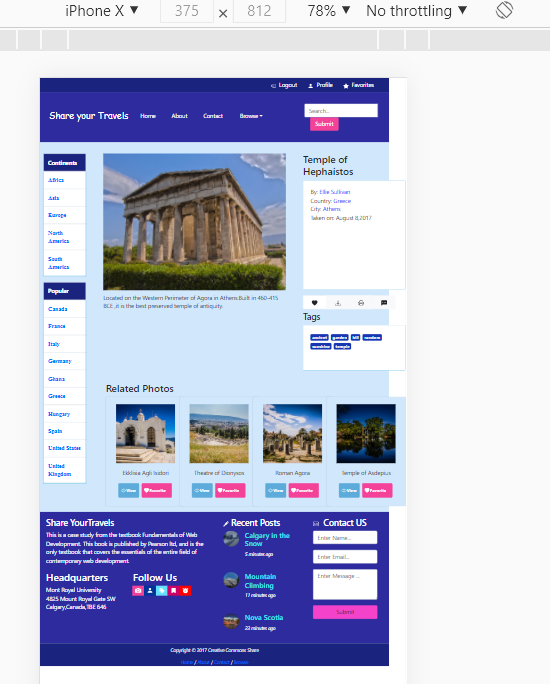 iPhone X ▼ 375 × 812 78% ▼ No throttling ▼
Logout Profile Favorites
Share your Travels Home About Contact Browse
Search..
Submit
Continents
Africa
Asia
Europe
North
America
South
America
Popular
Canada
France
Italy
Germany
Ghana
Greece
Hungary
Spain
United States
United
Kingdom
Located on the Western Perimeter of Agora in Athens.Built in 460-415
BCE ,it is the best preserved temple of antiquity.
Temple of
Hephaistos
By: Ellie Sullivan
Country: Greece
City: Athens
Taken on: August 8,2017
Tags
ancient garden hill
sunshine temple
Related Photos
Ekklisia Agii Isidori Theatre of Dionysos Roman Agora Temple of Asclepius
View Favorite View Favorite View Favorite View Favorite
Share YourTravels
This is a case study from the textbook Fundamentals of Web
Development. This book is published by Pearson ltd, and is the
only textbook that covers the essentials of the entire field of
contemporary web development.
Headquarters
Mont Royal University
4825 Mount Royal Gate SW
Calgary,Canada,TBE 646
Follow Us
Recent Posts
Calgary in the
Snow
5 minutes ago
Mountain
Climbing
11 minutes ago
Nova Scotia
23 minutes ago
Contact US
Enter Name...
Enter Email...
Enter Message ...
Submit
Copyright © 2017 Creative Commons Share
Home / About / Contact / Browse